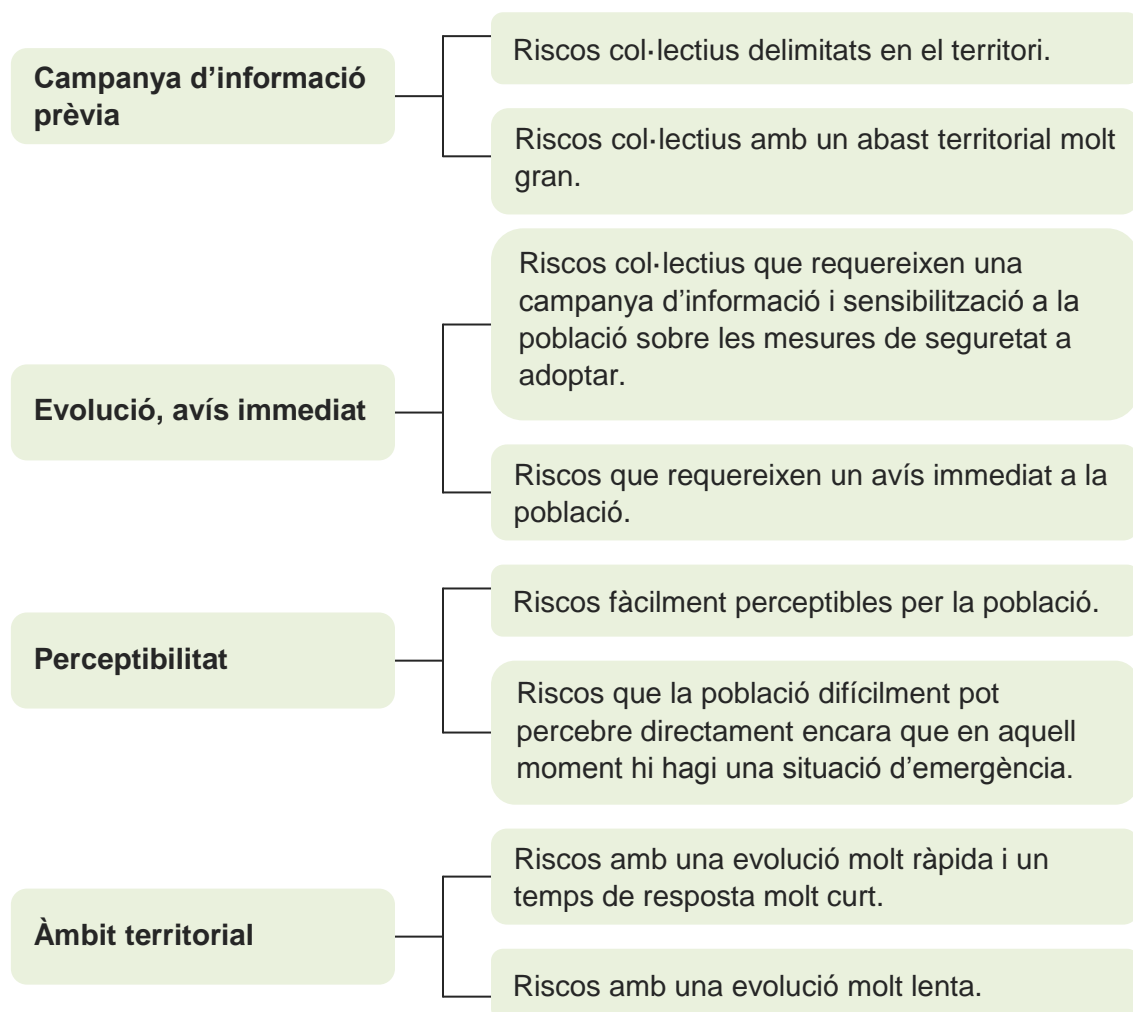 Campanya d’informació
prèvia
Riscos col·lectius delimitats en el territori.
Riscos col·lectius amb un abast territorial molt
gran.
Evolució, avís immediat
Riscos col·lectius que requereixen una
campanya d’informació i sensibilització a la
població sobre les mesures de seguretat a
adoptar.
Riscos que requereixen un avís immediat a la
població.
Perceptibilitat
Riscos fàcilment perceptibles per la població.
Riscos que la població difícilment pot
percebre directament encara que en aquell
moment hi hagi una situació d’emergència.
Àmbit territorial
Riscos amb una evolució molt ràpida i un
temps de resposta molt curt.
Riscos amb una evolució molt lenta.